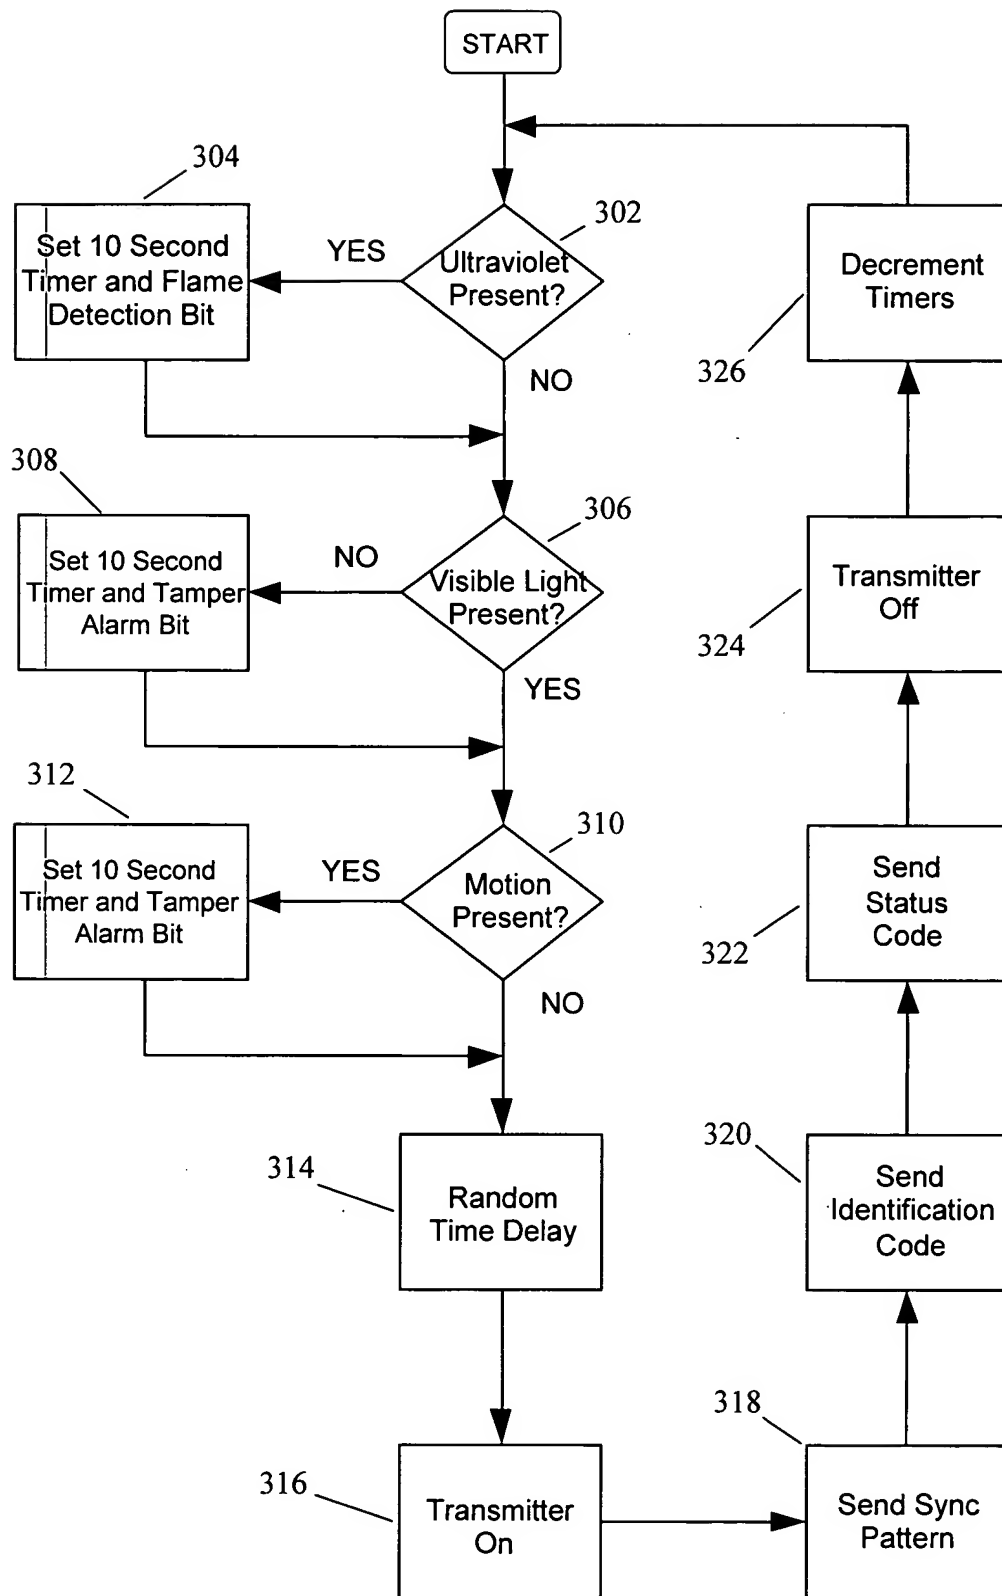 START
304
302
Set 10 Second
Timer and Flame
Detection Bit
YES
Ultraviolet
Present?
NO
Decrement
Timers
326
308
306
Set 10 Second
Timer and Tamper
Alarm Bit
NO
Visible Light
Present?
YES
Transmitter
Off
324
312
310
Set 10 Second
Timer and Tamper
Alarm Bit
YES
Motion
Present?
NO
Send
Status
Code
322
314
Random
Time Delay
320
Send
Identification
Code
316
Transmitter
On
318
Send Sync
Pattern